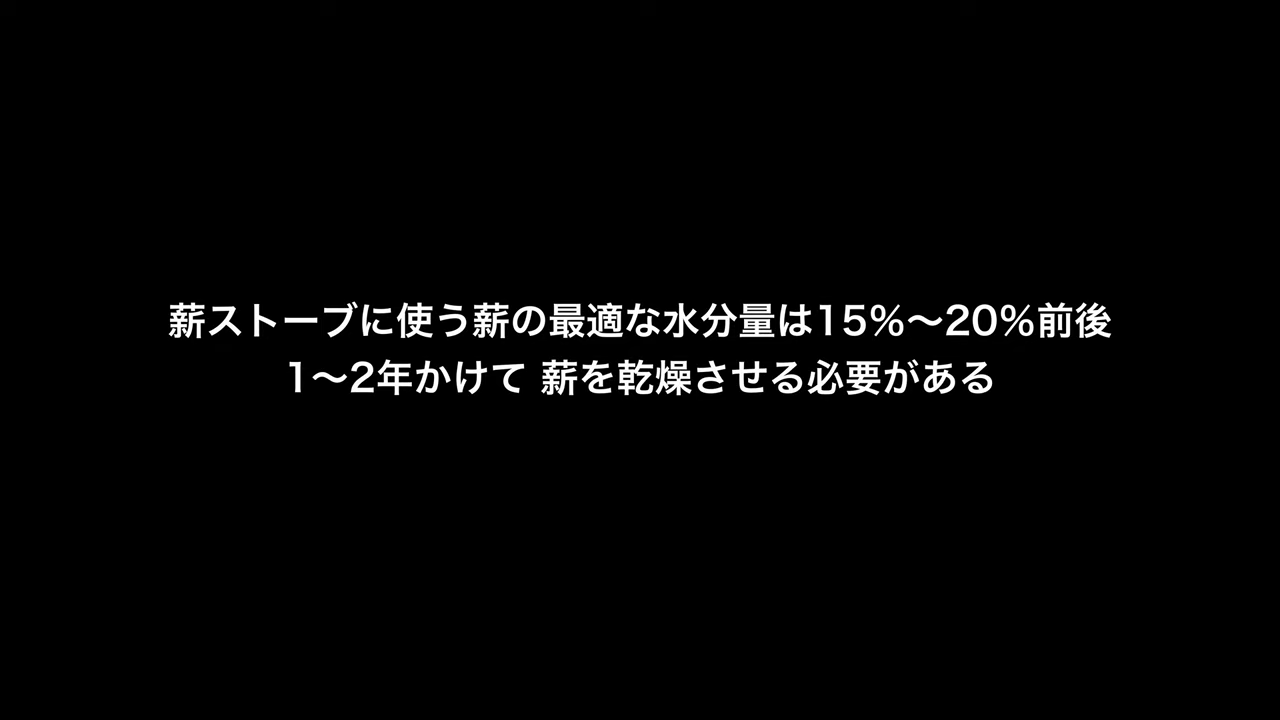 薪ストーブに使う薪の最適な水分量は15%〜20%前後
1〜2年かけて 薪を乾燥させる必要がある